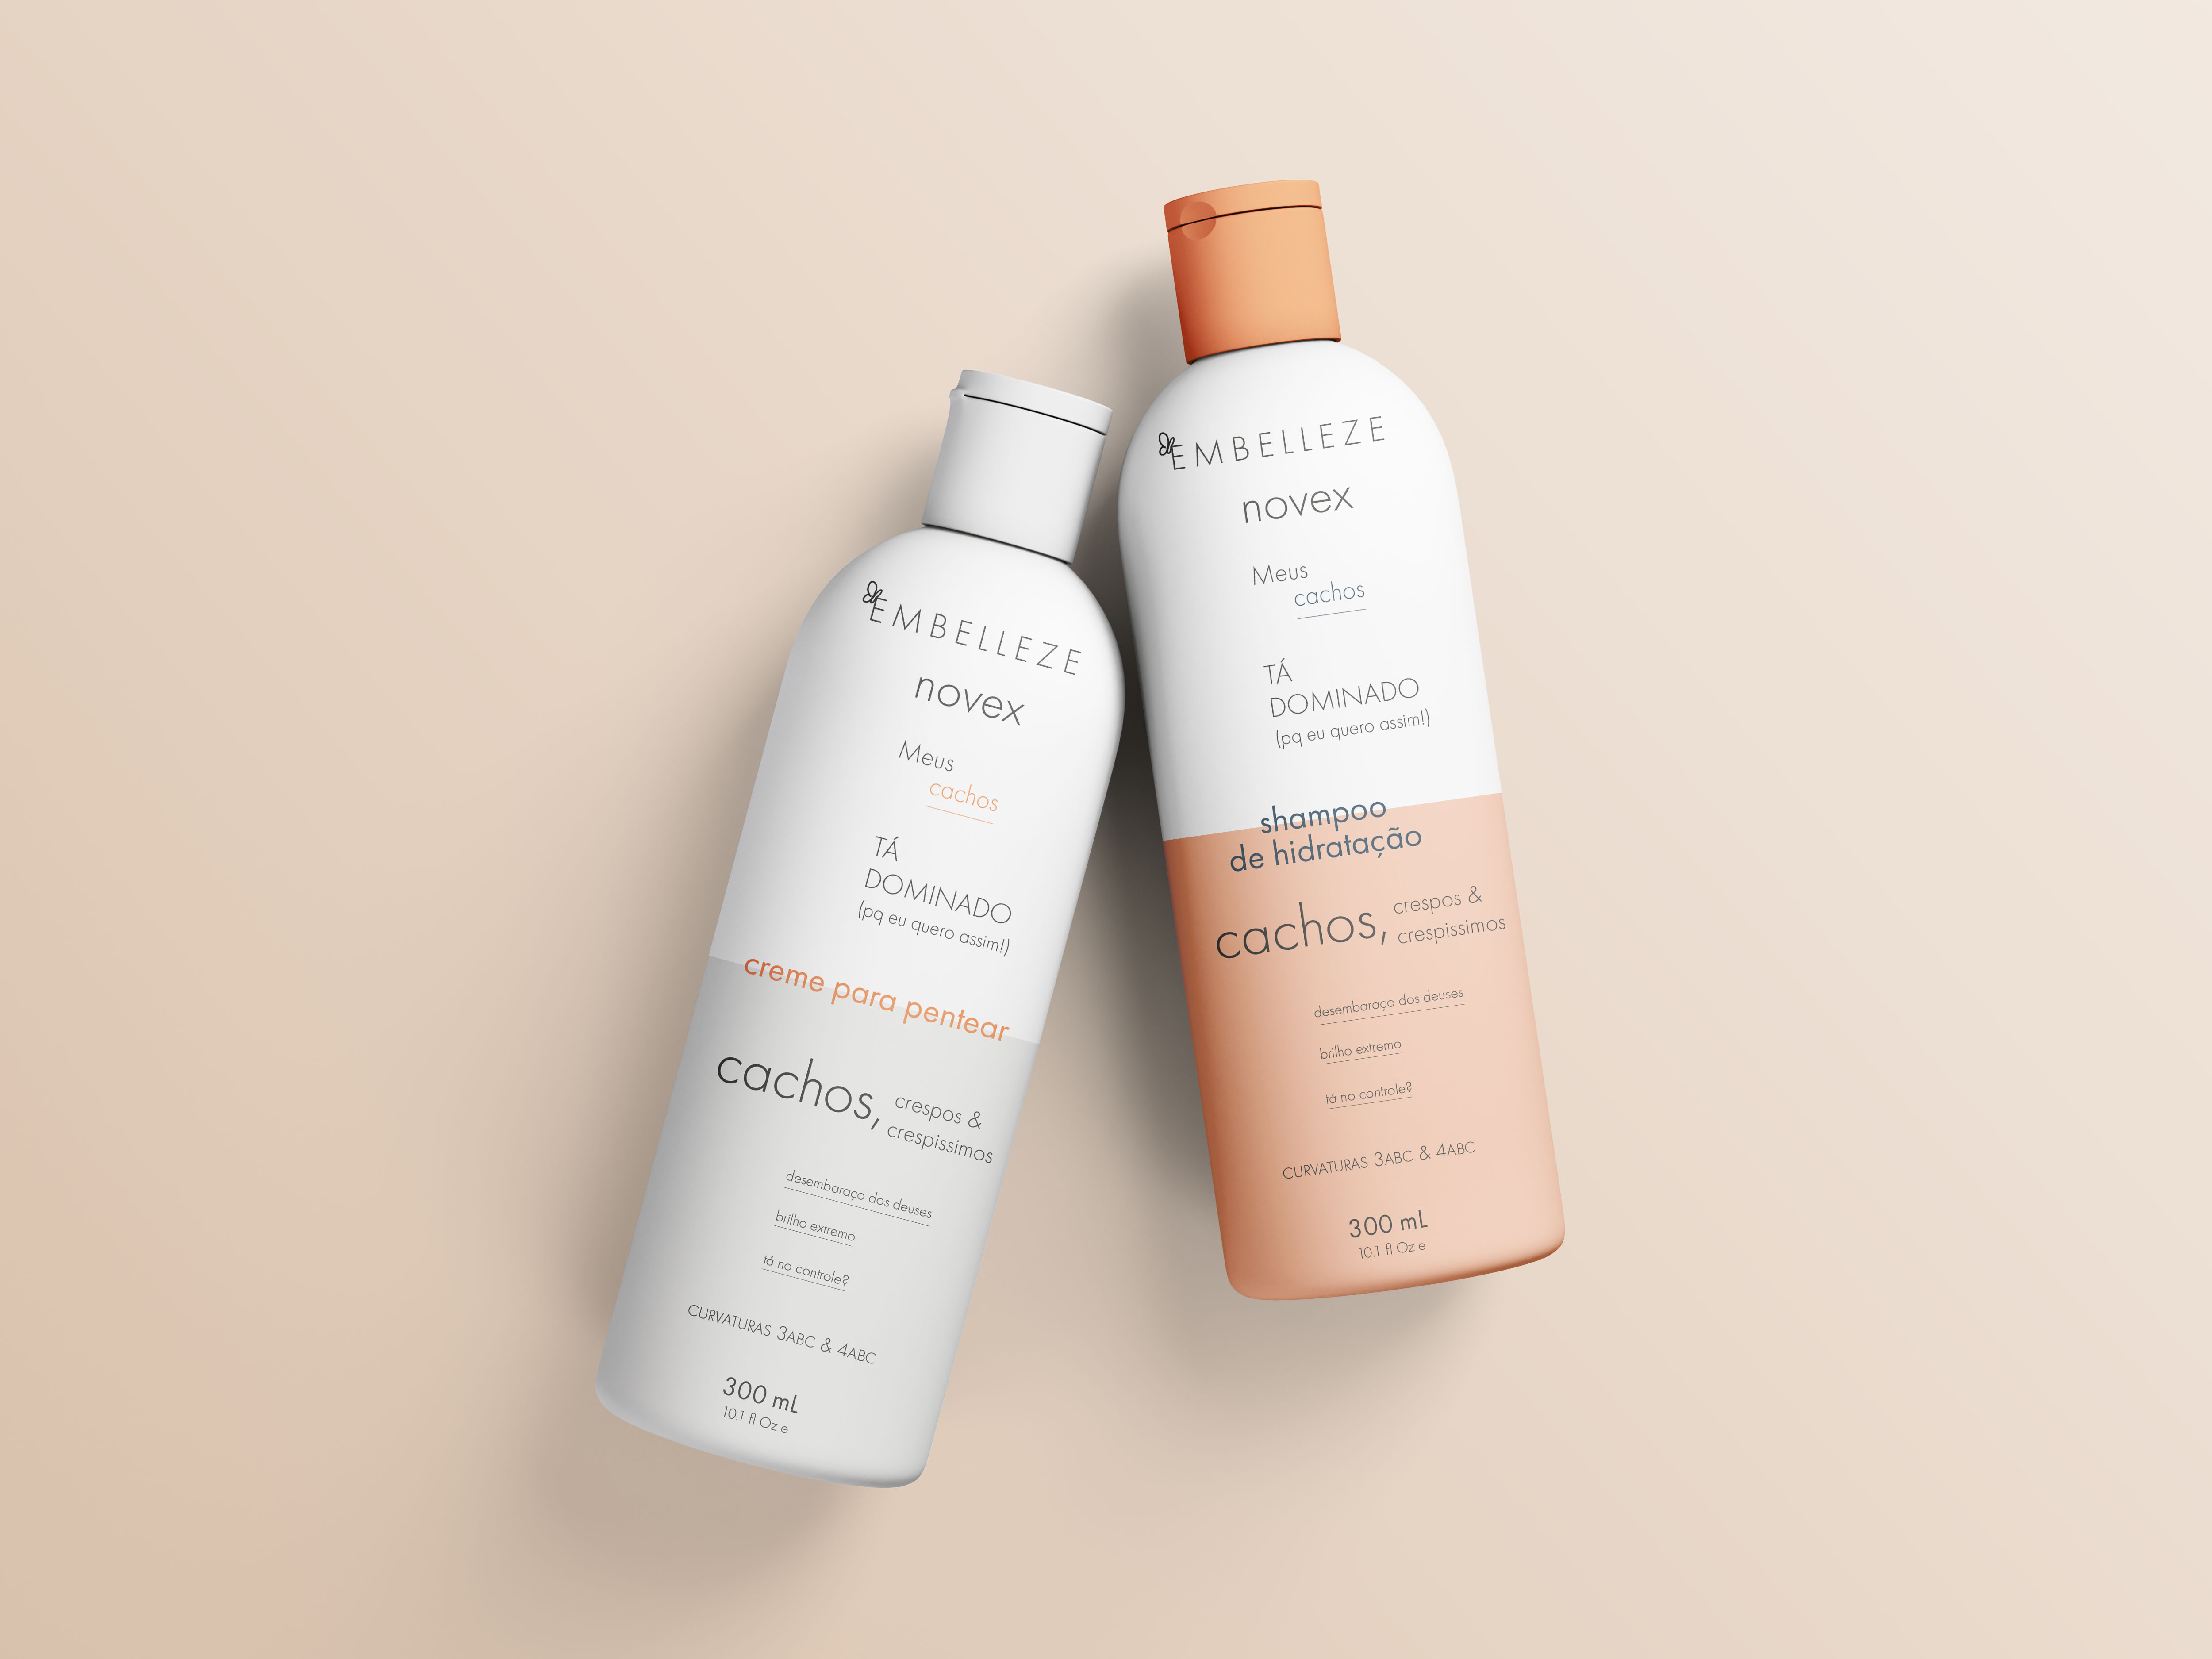 EMBELLEZE
novex
Meus
cachos
TÁ
DOMINADO
(pq eu quero assim!)
creme para pentear
cachos, crespos &
crespissimos
desembaraço dos deuses
brilho extremo
tá no controle?
CURVATURAS 3ABC & 4ABC
300 mL
10.1 fl Oz e
EMBELLEZE
novex
Meus
cachos
TÁ
DOMINADO
(pq eu quero assim!)
shampoo
de hidratação
cachos, crespos &
crespissimos
desembaraço dos deuses
brilho extremo
tá no controle?
CURVATURAS 3ABC & 4ABC
300 mL
10.1 fl Oz e